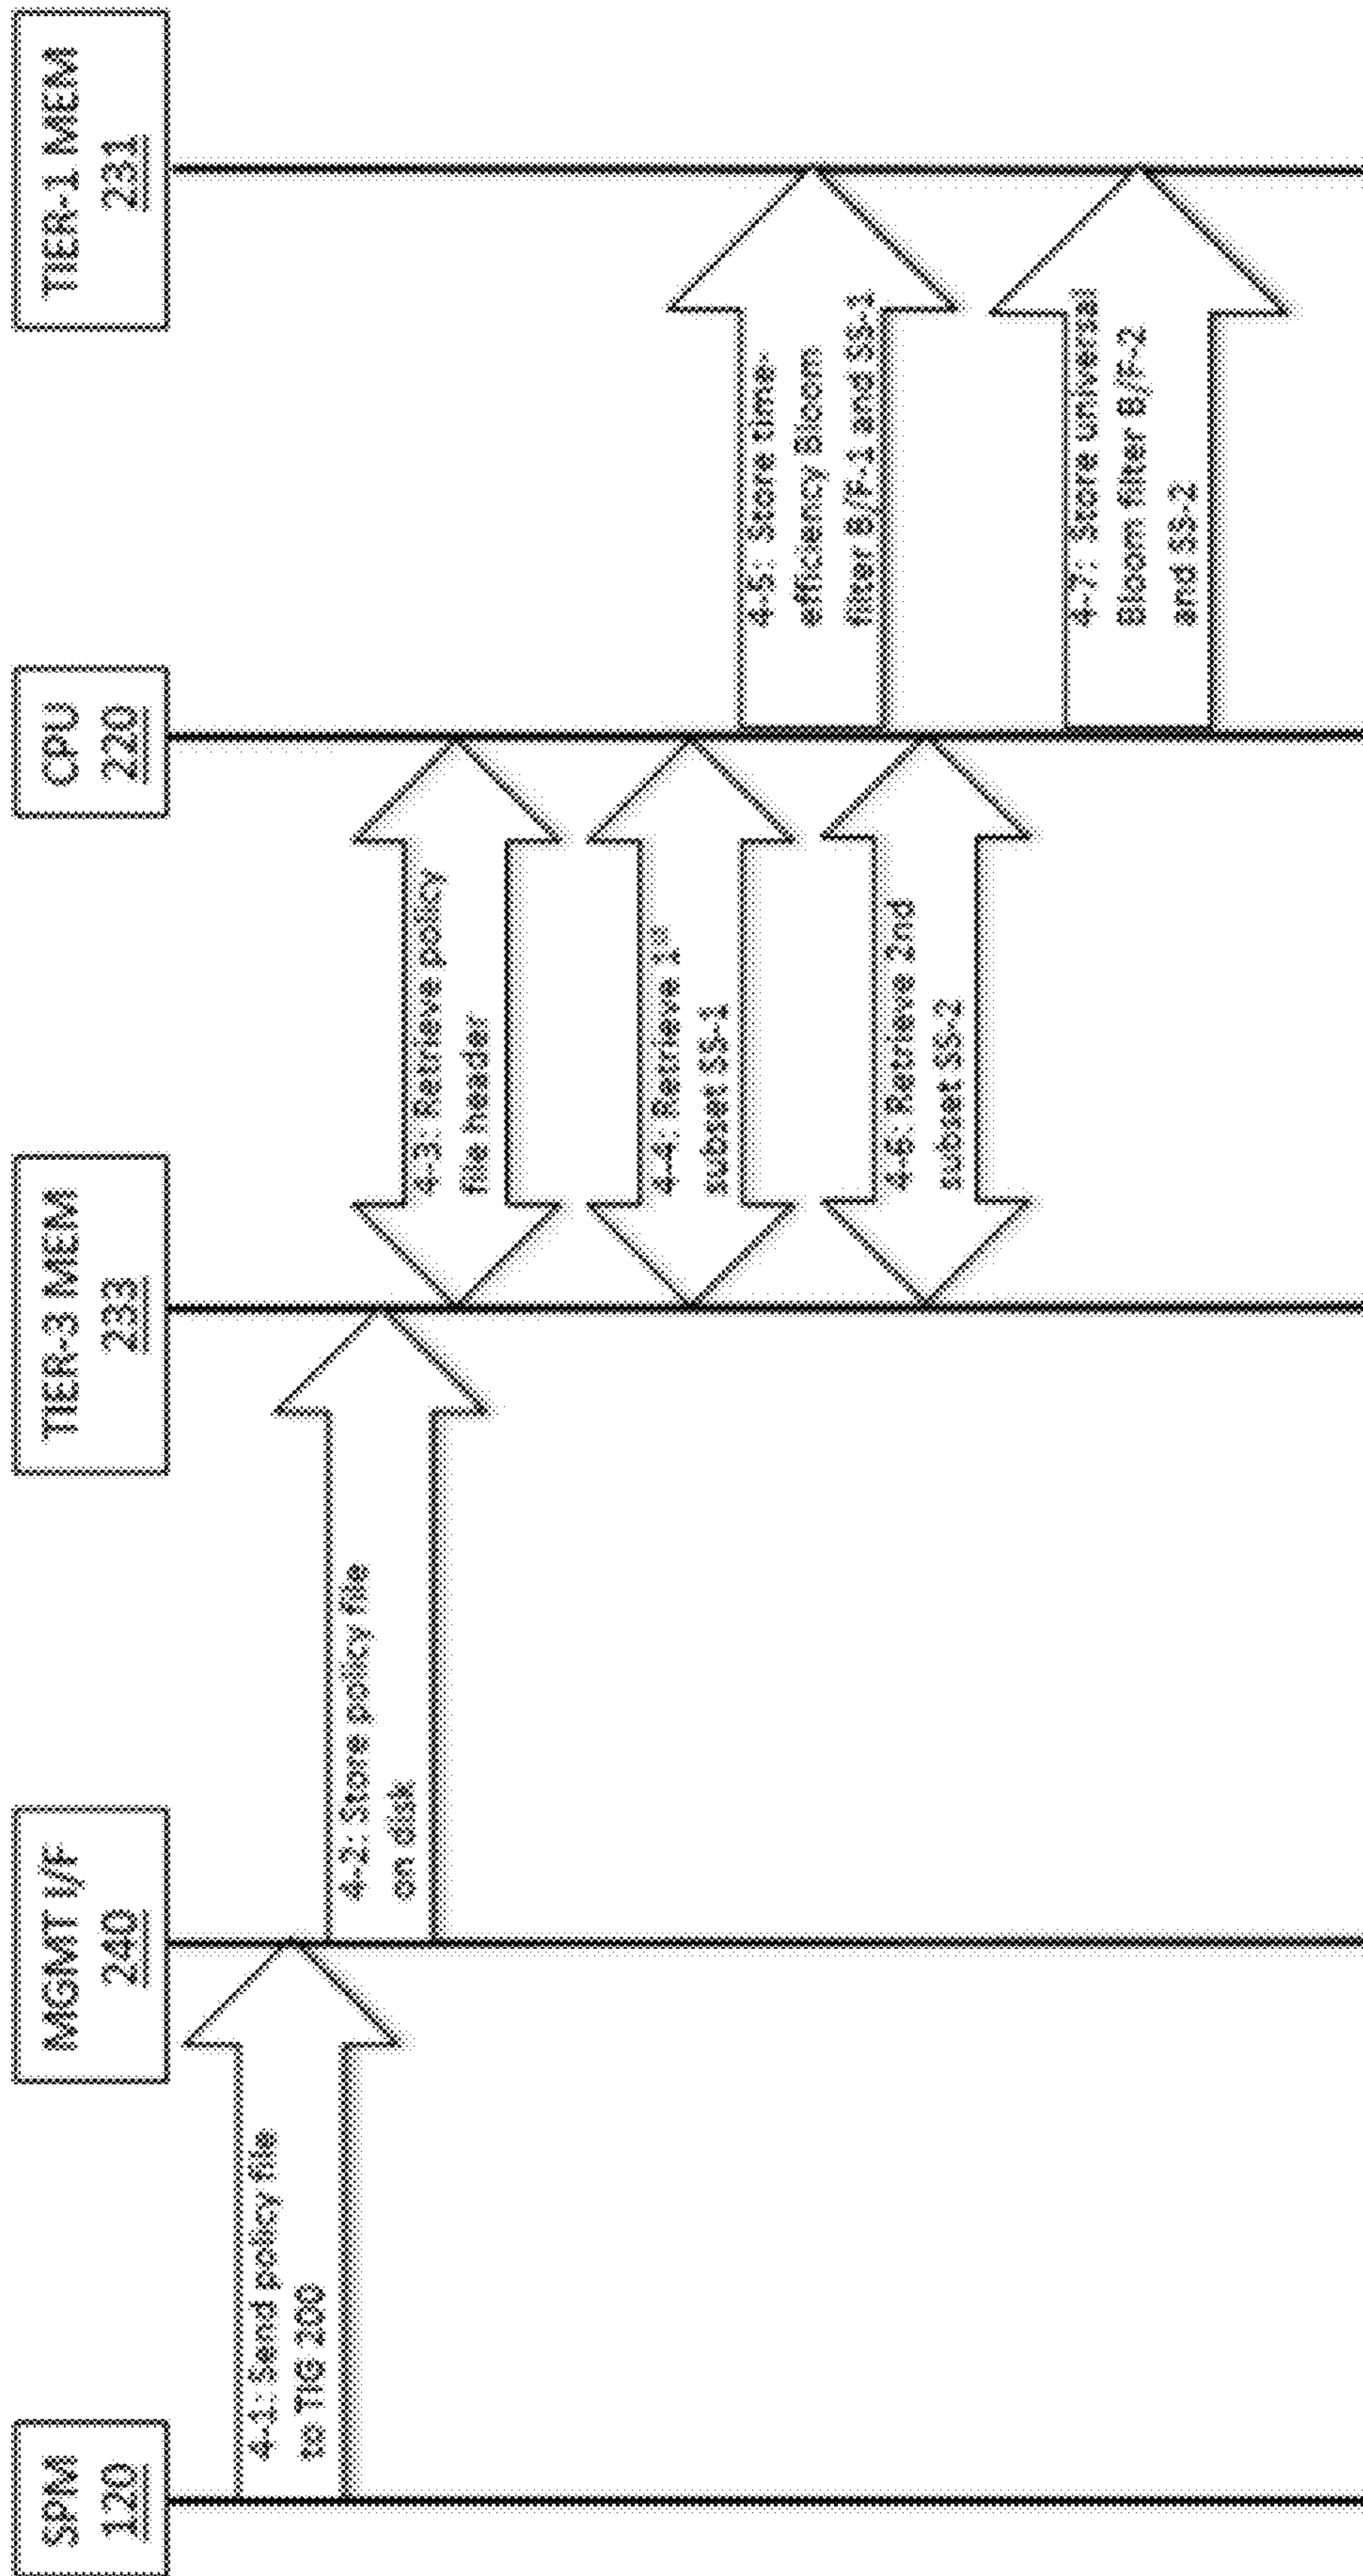 SPM
120
MGMT I/F
240
TIER-3 MEM
233
CPU
220
TIER-1 MEM
231
4-1: Send policy file
to TIG 200
4-2: Store policy file
on disk
4-3: Retrieve policy
file header
4-4: Retrieve 1st
subset SS-1
4-5: Store time-
efficiency Bloom
filter B/F-1 and SS-1
4-6: Retrieve 2nd
subset SS-2
4-7: Store universal
Bloom filter B/F-2
and SS-2